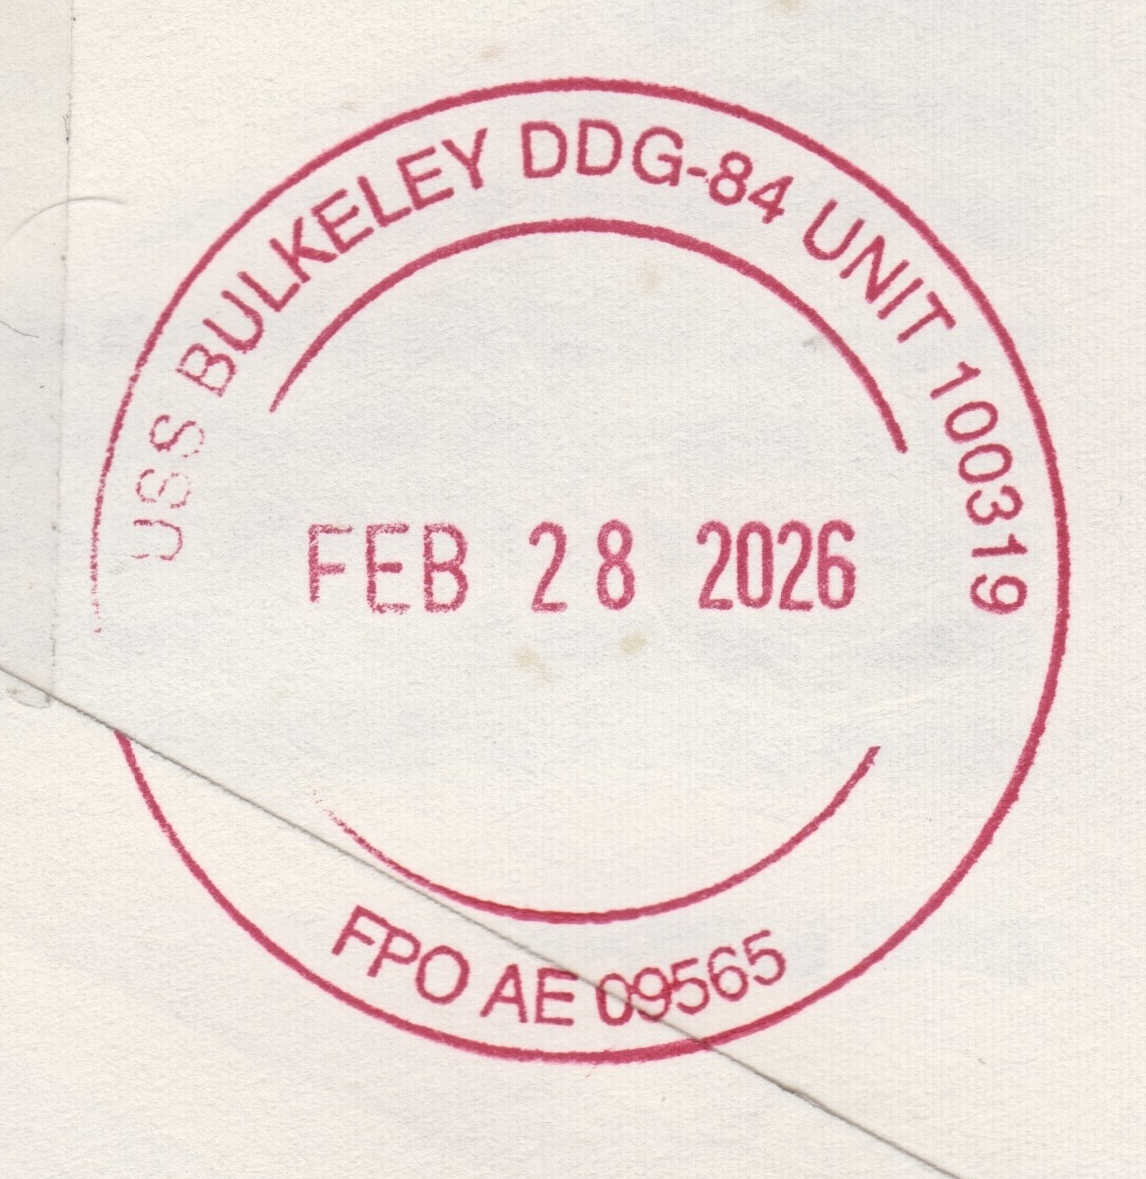 USS BULKELEY DDG-84 UNIT 100319
FEB 28 2026
FPO AE 09565